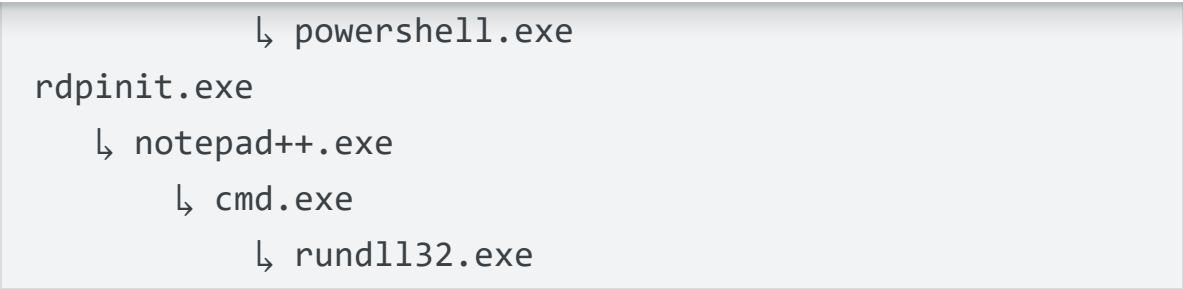 ↳ powershell.exe
rdpinit.exe
↳ notepad++.exe
↳ cmd.exe
↳ rundll32.exe